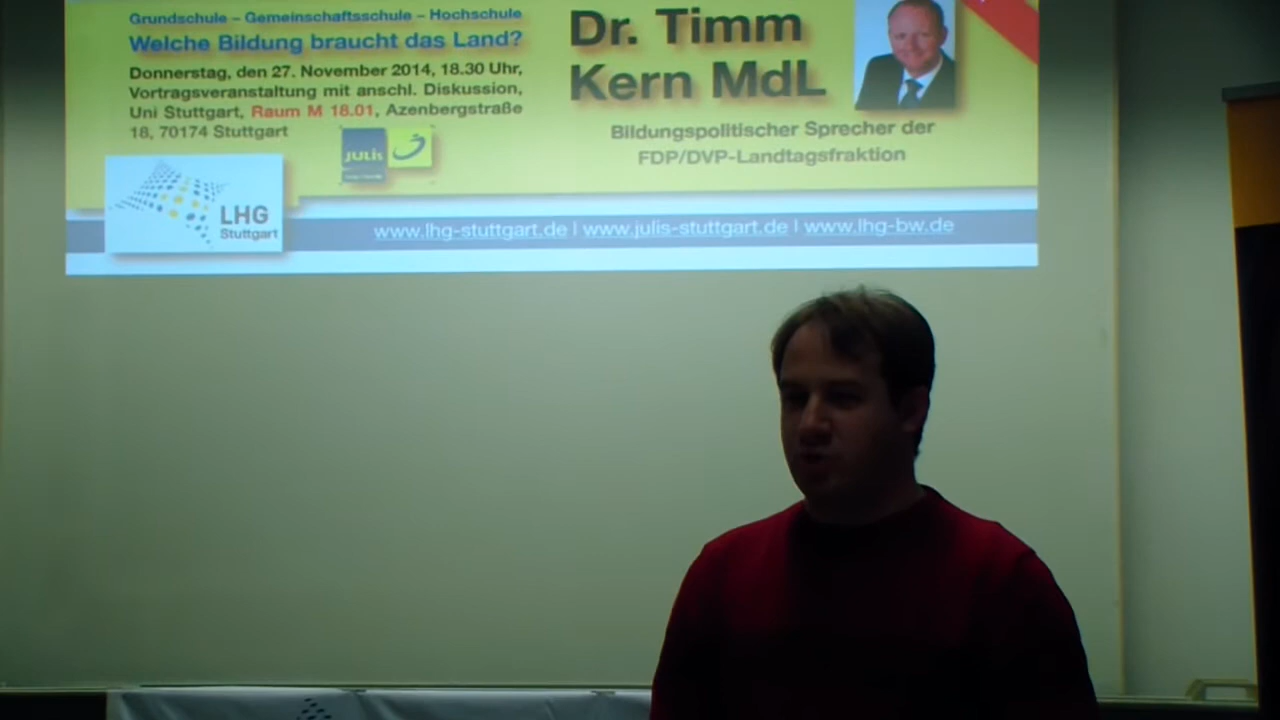 Grundschule – Gemeinschaftsschule – Hochschule
Welche Bildung braucht das Land?
Donnerstag, den 27. November 2014, 18.30 Uhr,
Vortragsveranstaltung mit anschl. Diskussion,
Uni Stuttgart, Raum M 18.01, Azenbergstraße
18, 70174 Stuttgart
Dr. Timm
Kern MdL
Bildungspolitischer Sprecher der
FDP/DVP-Landtagsfraktion
JULIS
LHG
Stuttgart
www.lhg-stuttgart.de | www.julis-stuttgart.de | www.lhg-bw.de